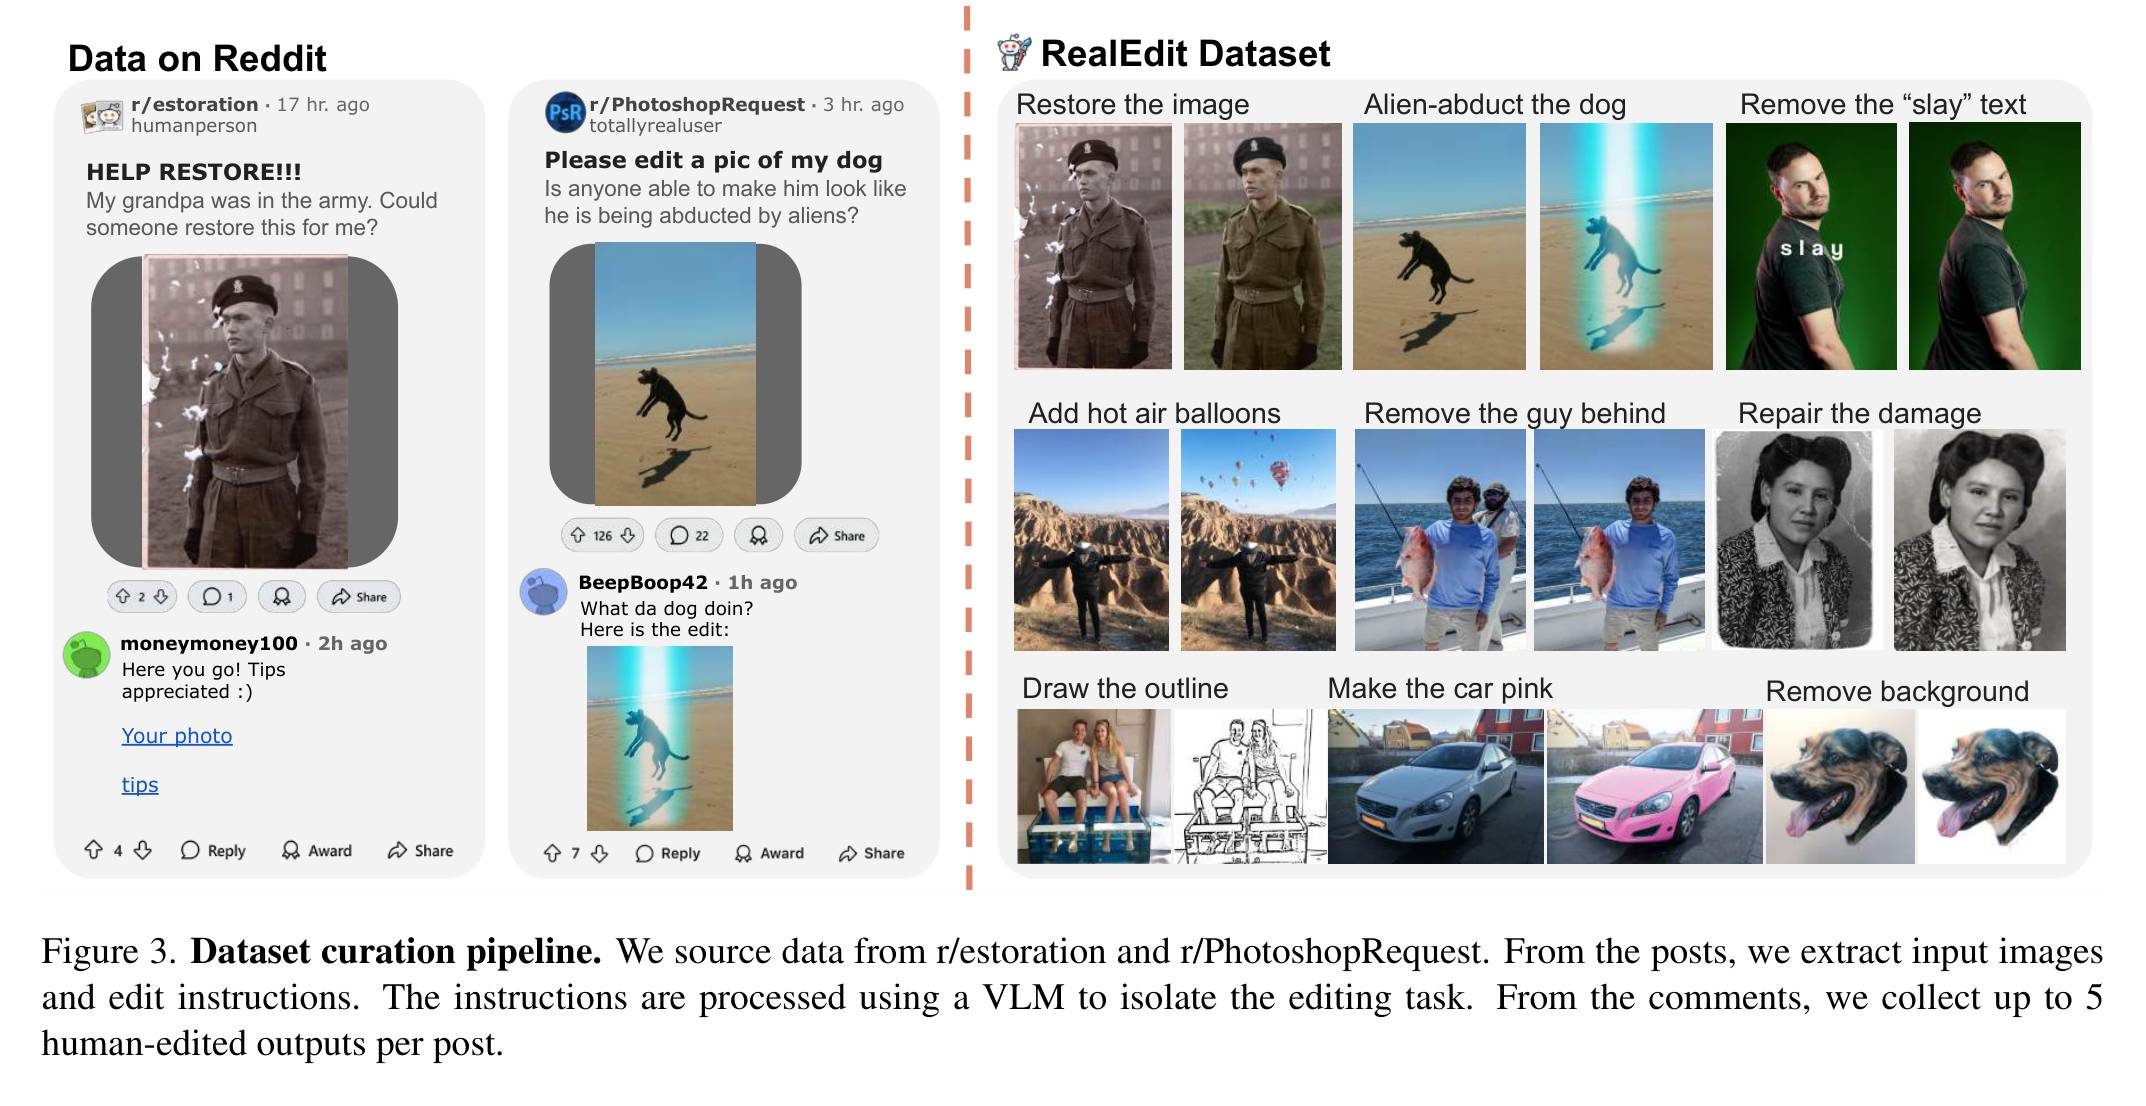 Data on Reddit
r/estoration · 17 hr. ago
humanperson
HELP RESTORE!!!
My grandpa was in the army. Could
someone restore this for me?
2 1 Share
moneymoney100 · 2h ago
Here you go! Tips
appreciated :)
Your photo
tips
4 Reply Award Share
PsR r/PhotoshopRequest · 3 hr. ago
totallyrealuser
Please edit a pic of my dog
Is anyone able to make him look like
he is being abducted by aliens?
126 22 Share
BeepBoop42 · 1h ago
What da dog doin?
Here is the edit:
7 Reply Award Share
RealEdit Dataset
Restore the image Alien-abduct the dog Remove the “slay” text
slay
Add hot air balloons Remove the guy behind Repair the damage
Draw the outline Make the car pink Remove background
Figure 3. Dataset curation pipeline. We source data from r/estoration and r/PhotoshopRequest. From the posts, we extract input images
and edit instructions. The instructions are processed using a VLM to isolate the editing task. From the comments, we collect up to 5
human-edited outputs per post.